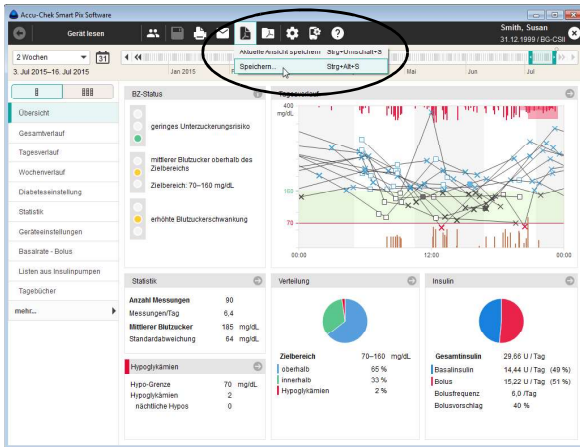 Accu-Chek Smart Pix Software
Gerät lesen
Smith, Susan
31.12.1999 / BG-CSII
2 Wochen
31
3. Jul 2015–16. Jul 2015
Aktuelle Ansicht speichern Strg+Umschalt+S
Speichern... Strg+Alt+S
Jan 2015
Mai
Jun
Jul
Übersicht
Gesamtverlauf
Tagesverlauf
Wochenverlauf
Diabeteseinstellung
Statistik
Geräteeinstellungen
Basalrate - Bolus
Listen aus Insulinpumpen
Tagebücher
mehr...
BZ-Status
geringes Unterzuckerungsrisiko
mittlerer Blutzucker oberhalb des
Zielbereichs
Zielbereich: 70–160 mg/dL
erhöhte Blutzuckerschwankung
Tagesverlauf
400
mg/dL
160
70
00:00
12:00
00:00
Statistik
Anzahl Messungen 90
Messungen/Tag 6,4
Mittlerer Blutzucker 185 mg/dL
Standardabweichung 64 mg/dL
Hypoglykämien
Hypo-Grenze 70 mg/dL
Hypoglykämien 2
nächtliche Hypos 0
Verteilung
Zielbereich 70–160 mg/dL
oberhalb 65 %
innerhalb 33 %
Hypoglykämien 2 %
Insulin
Gesamtinsulin 29,66 U / Tag
Basalinsulin 14,44 U / Tag (49 %)
Bolus 15,22 U / Tag (51 %)
Bolusfrequenz 6,0 /Tag
Bolusvorschlag 40 %